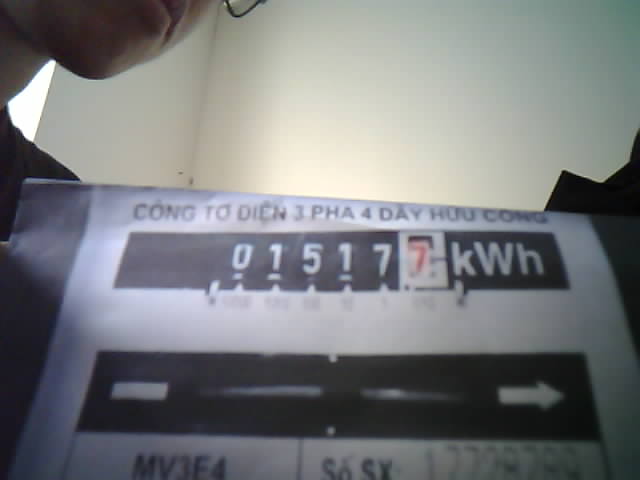 CÔNG TƠ ĐIỆN 3 PHA 4 DÂY HỮU CÔNG
015177 kWh
MV3E4 Số SX